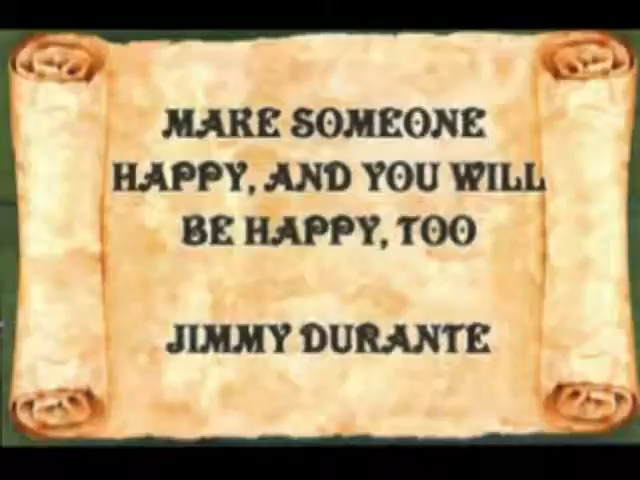 MAKE SOMEONE
HAPPY, AND YOU WILL
BE HAPPY, TOO
JIMMY DURANTE